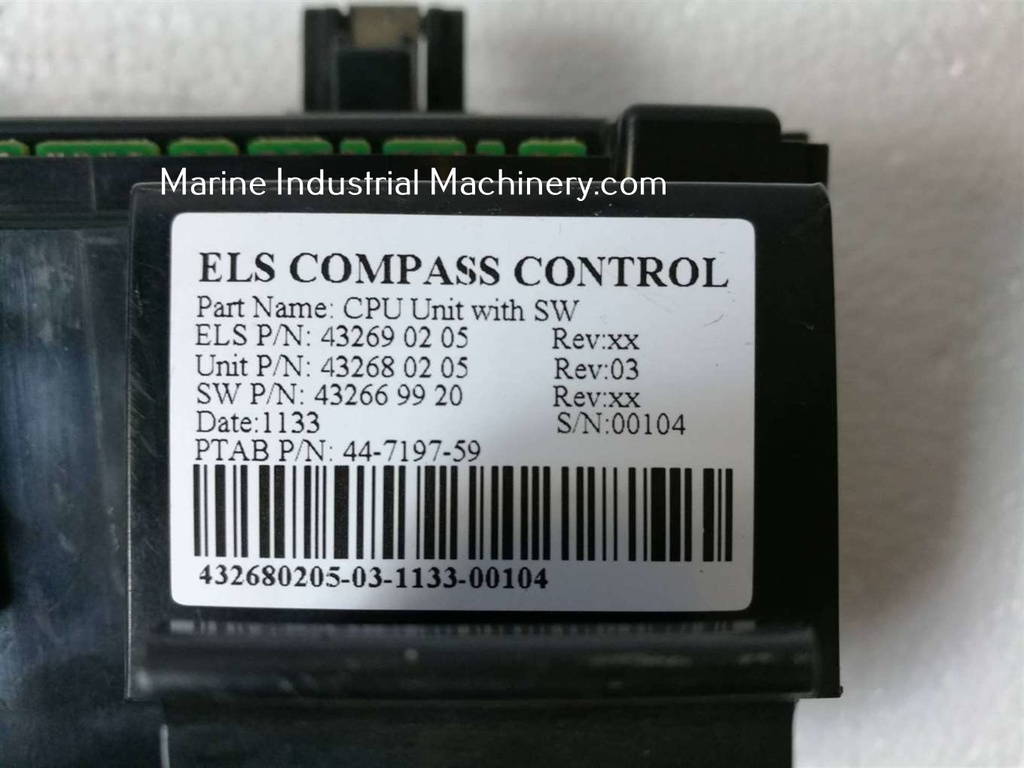 Marine Industrial Machinery.com
ELS COMPASS CONTROL
Part Name: CPU Unit with SW
ELS P/N: 43269 02 05 Rev:xx
Unit P/N: 43268 02 05 Rev:03
SW P/N: 43266 99 20 Rev:xx
Date:1133 S/N:00104
PTAB P/N: 44-7197-59
432680205-03-1133-00104